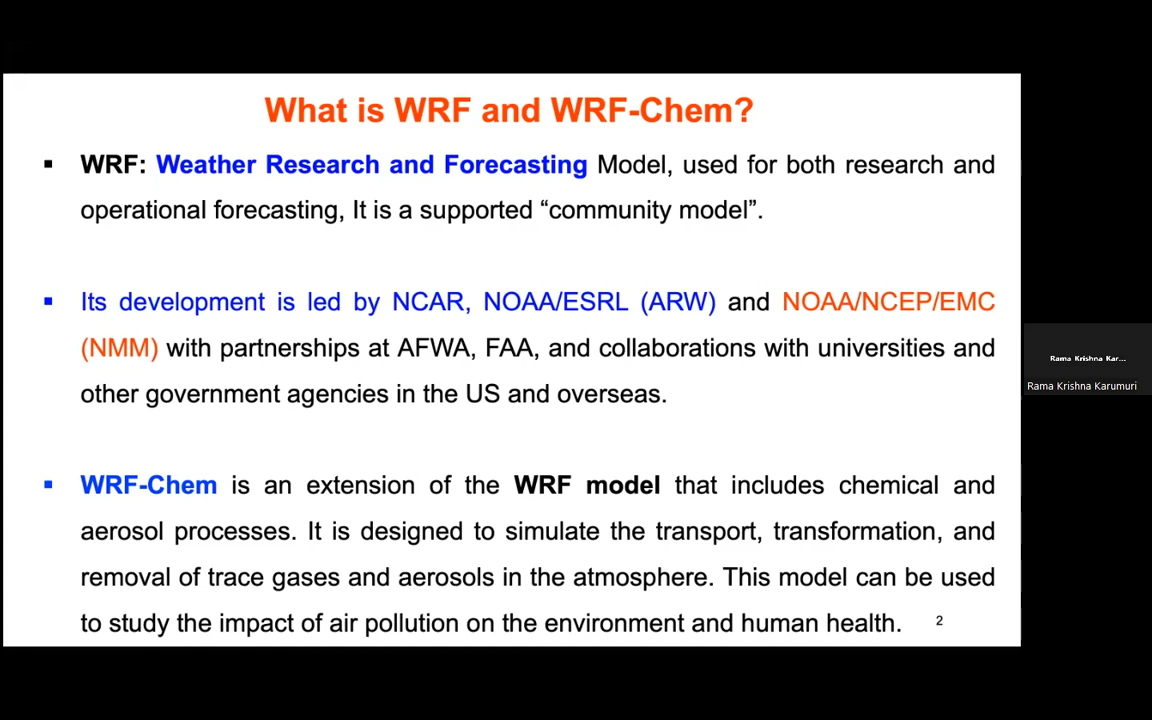 What is WRF and WRF-Chem?
▪ WRF: Weather Research and Forecasting Model, used for both research and
operational forecasting, It is a supported “community model”.
▪ Its development is led by NCAR, NOAA/ESRL (ARW) and NOAA/NCEP/EMC
(NMM) with partnerships at AFWA, FAA, and collaborations with universities and
other government agencies in the US and overseas.
▪ WRF-Chem is an extension of the WRF model that includes chemical and
aerosol processes. It is designed to simulate the transport, transformation, and
removal of trace gases and aerosols in the atmosphere. This model can be used
to study the impact of air pollution on the environment and human health.
2
Rama Krishna Kar...
Rama Krishna Karumuri